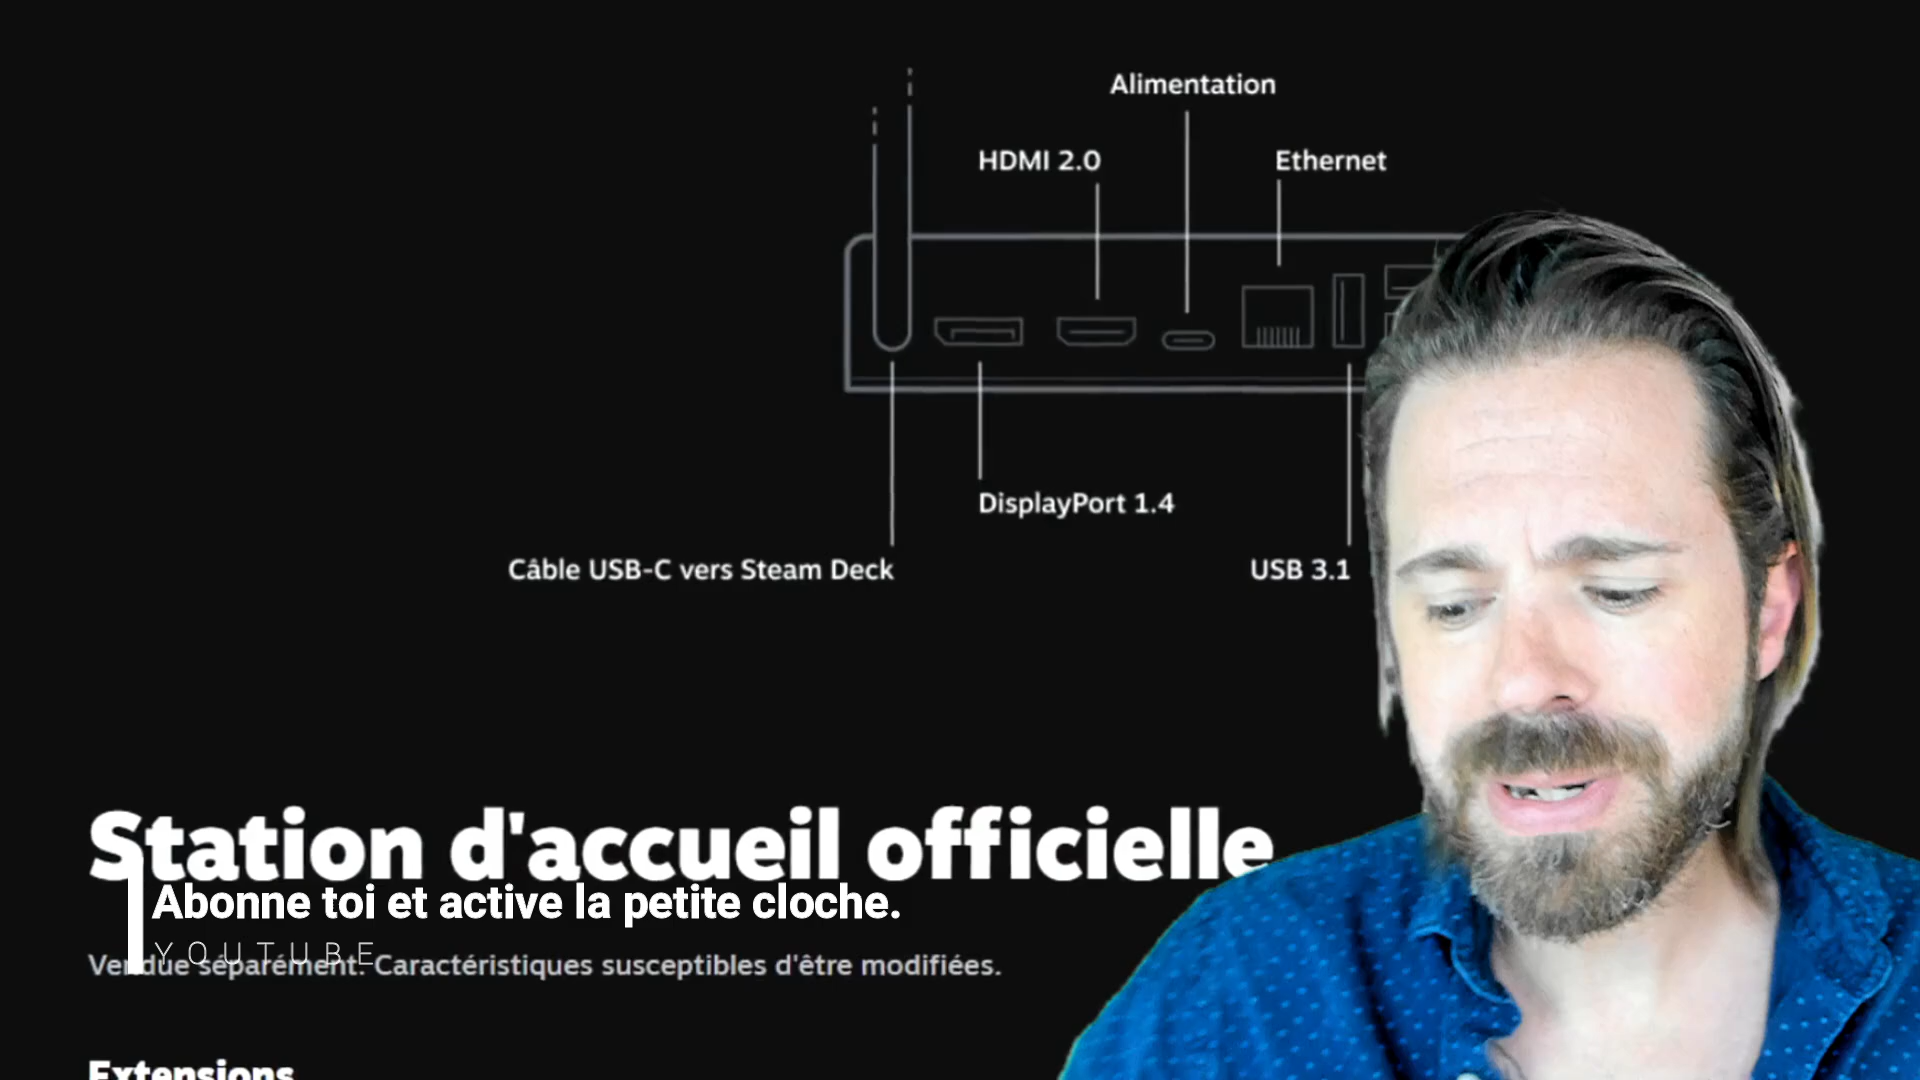 Alimentation
HDMI 2.0
Ethernet
DisplayPort 1.4
Câble USB-C vers Steam Deck
USB 3.1
Station d'accueil officielle
Abonne toi et active la petite cloche.
YOUTUBE
Vendue séparément. Caractéristiques susceptibles d'être modifiées.
Extensions